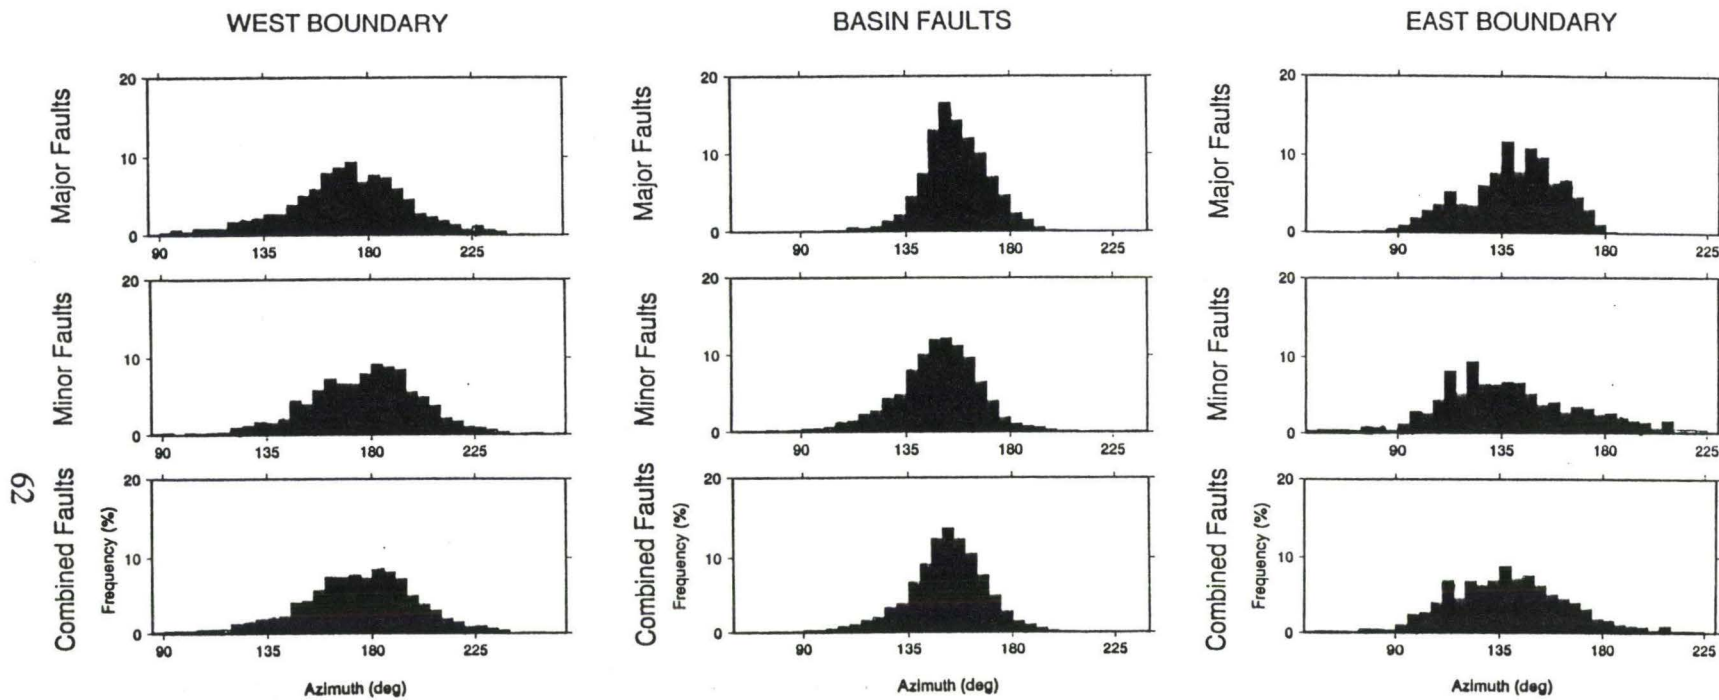 WEST BOUNDARY
BASIN FAULTS
EAST BOUNDARY
Major Faults
20
10
0
90 135 180 225
Major Faults
20
10
0
90 135 180 225
Major Faults
20
10
0
90 135 180 225
Minor Faults
20
10
0
90 135 180 225
Minor Faults
20
10
0
90 135 180 225
Minor Faults
20
10
0
90 135 180 225
62
Combined Faults
Frequency (%)
20
10
0
90 135 180 225
Azimuth (deg)
Combined Faults
Frequency (%)
20
10
0
90 135 180 225
Azimuth (deg)
Combined Faults
Frequency (%)
20
10
0
90 135 180 225
Azimuth (deg)